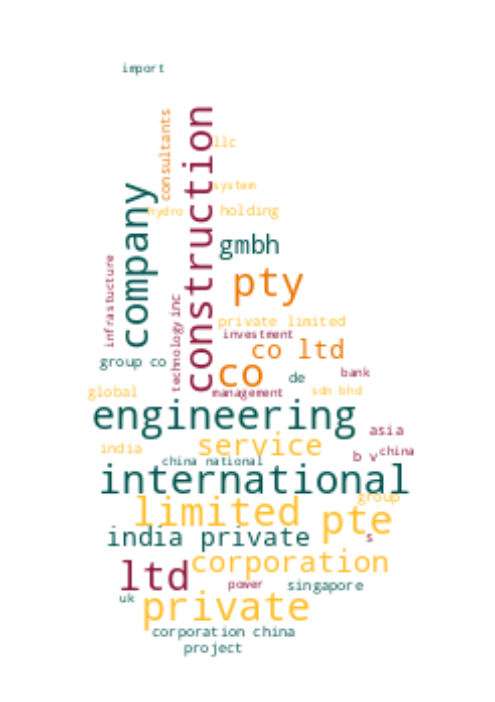 import
consultants
construction
llc
company
system
hydro
holding
gmbh
infrastucture
pty
technology inc
private limited
investment
co ltd
group co
co
de
bank
global
management
sdn bhd
engineering
asia
india
service
b v
china
china national
international
group
limited
pte
india private
s
corporation
ltd
power
singapore
uk
private
corporation china
project